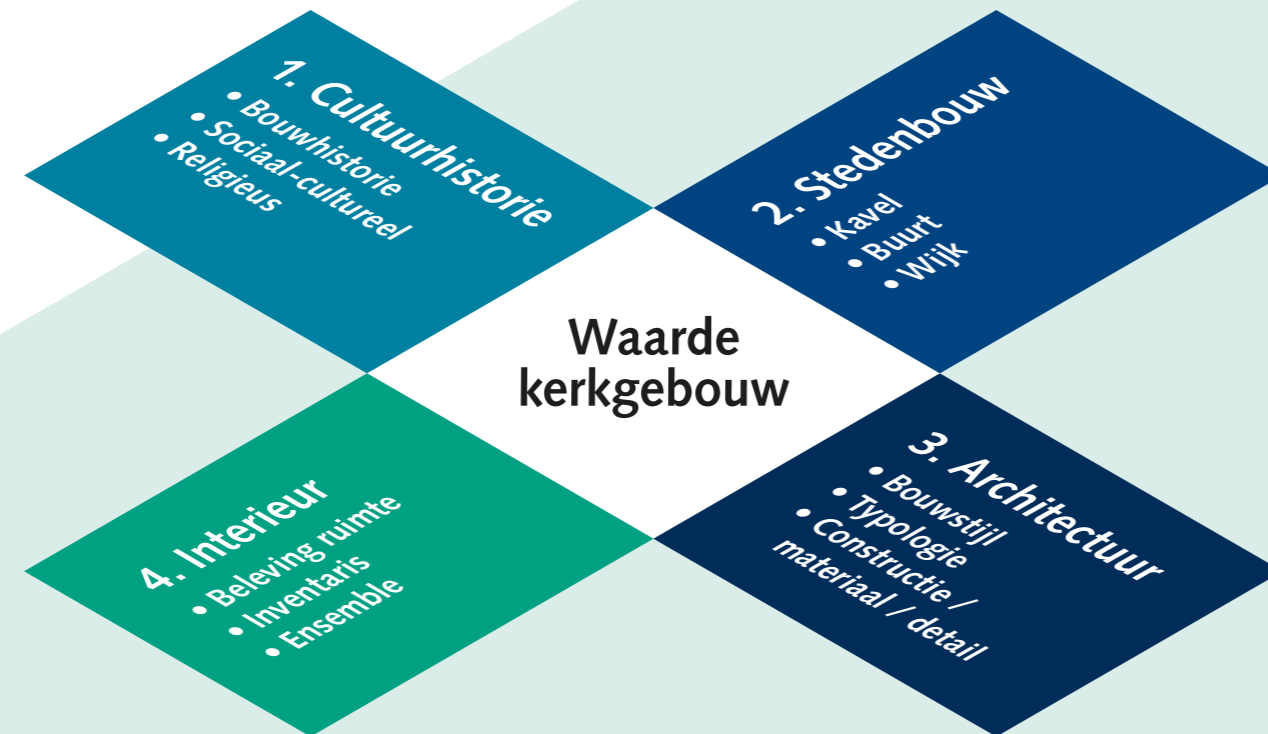 1. Cultuurhistorie
• Bouwhistorie
• Sociaal-cultureel
• Religieus
2. Stedenbouw
• Kavel
• Buurt
• Wijk
Waarde
kerkgebouw
3. Architectuur
• Bouwstijl
• Typologie
• Constructie /
materiaal / detail
4. Interieur
• Beleving ruimte
• Inventaris
• Ensemble